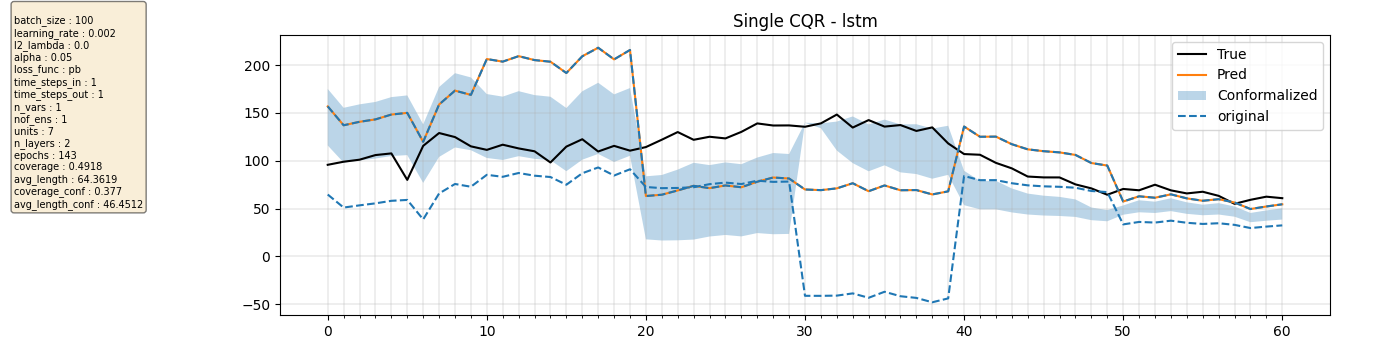 Single CQR - lstm
batch_size : 100
learning_rate : 0.002
l2_lambda : 0.0
alpha : 0.05
loss_func : pb
time_steps_in : 1
time_steps_out : 1
n_vars : 1
nof_ens : 1
units : 7
n_layers : 2
epochs : 143
coverage : 0.4918
avg_length : 64.3619
coverage_conf : 0.377
avg_length_conf : 46.4512
True
Pred
Conformalized
original
200
150
100
50
0
−50
0 10 20 30 40 50 60